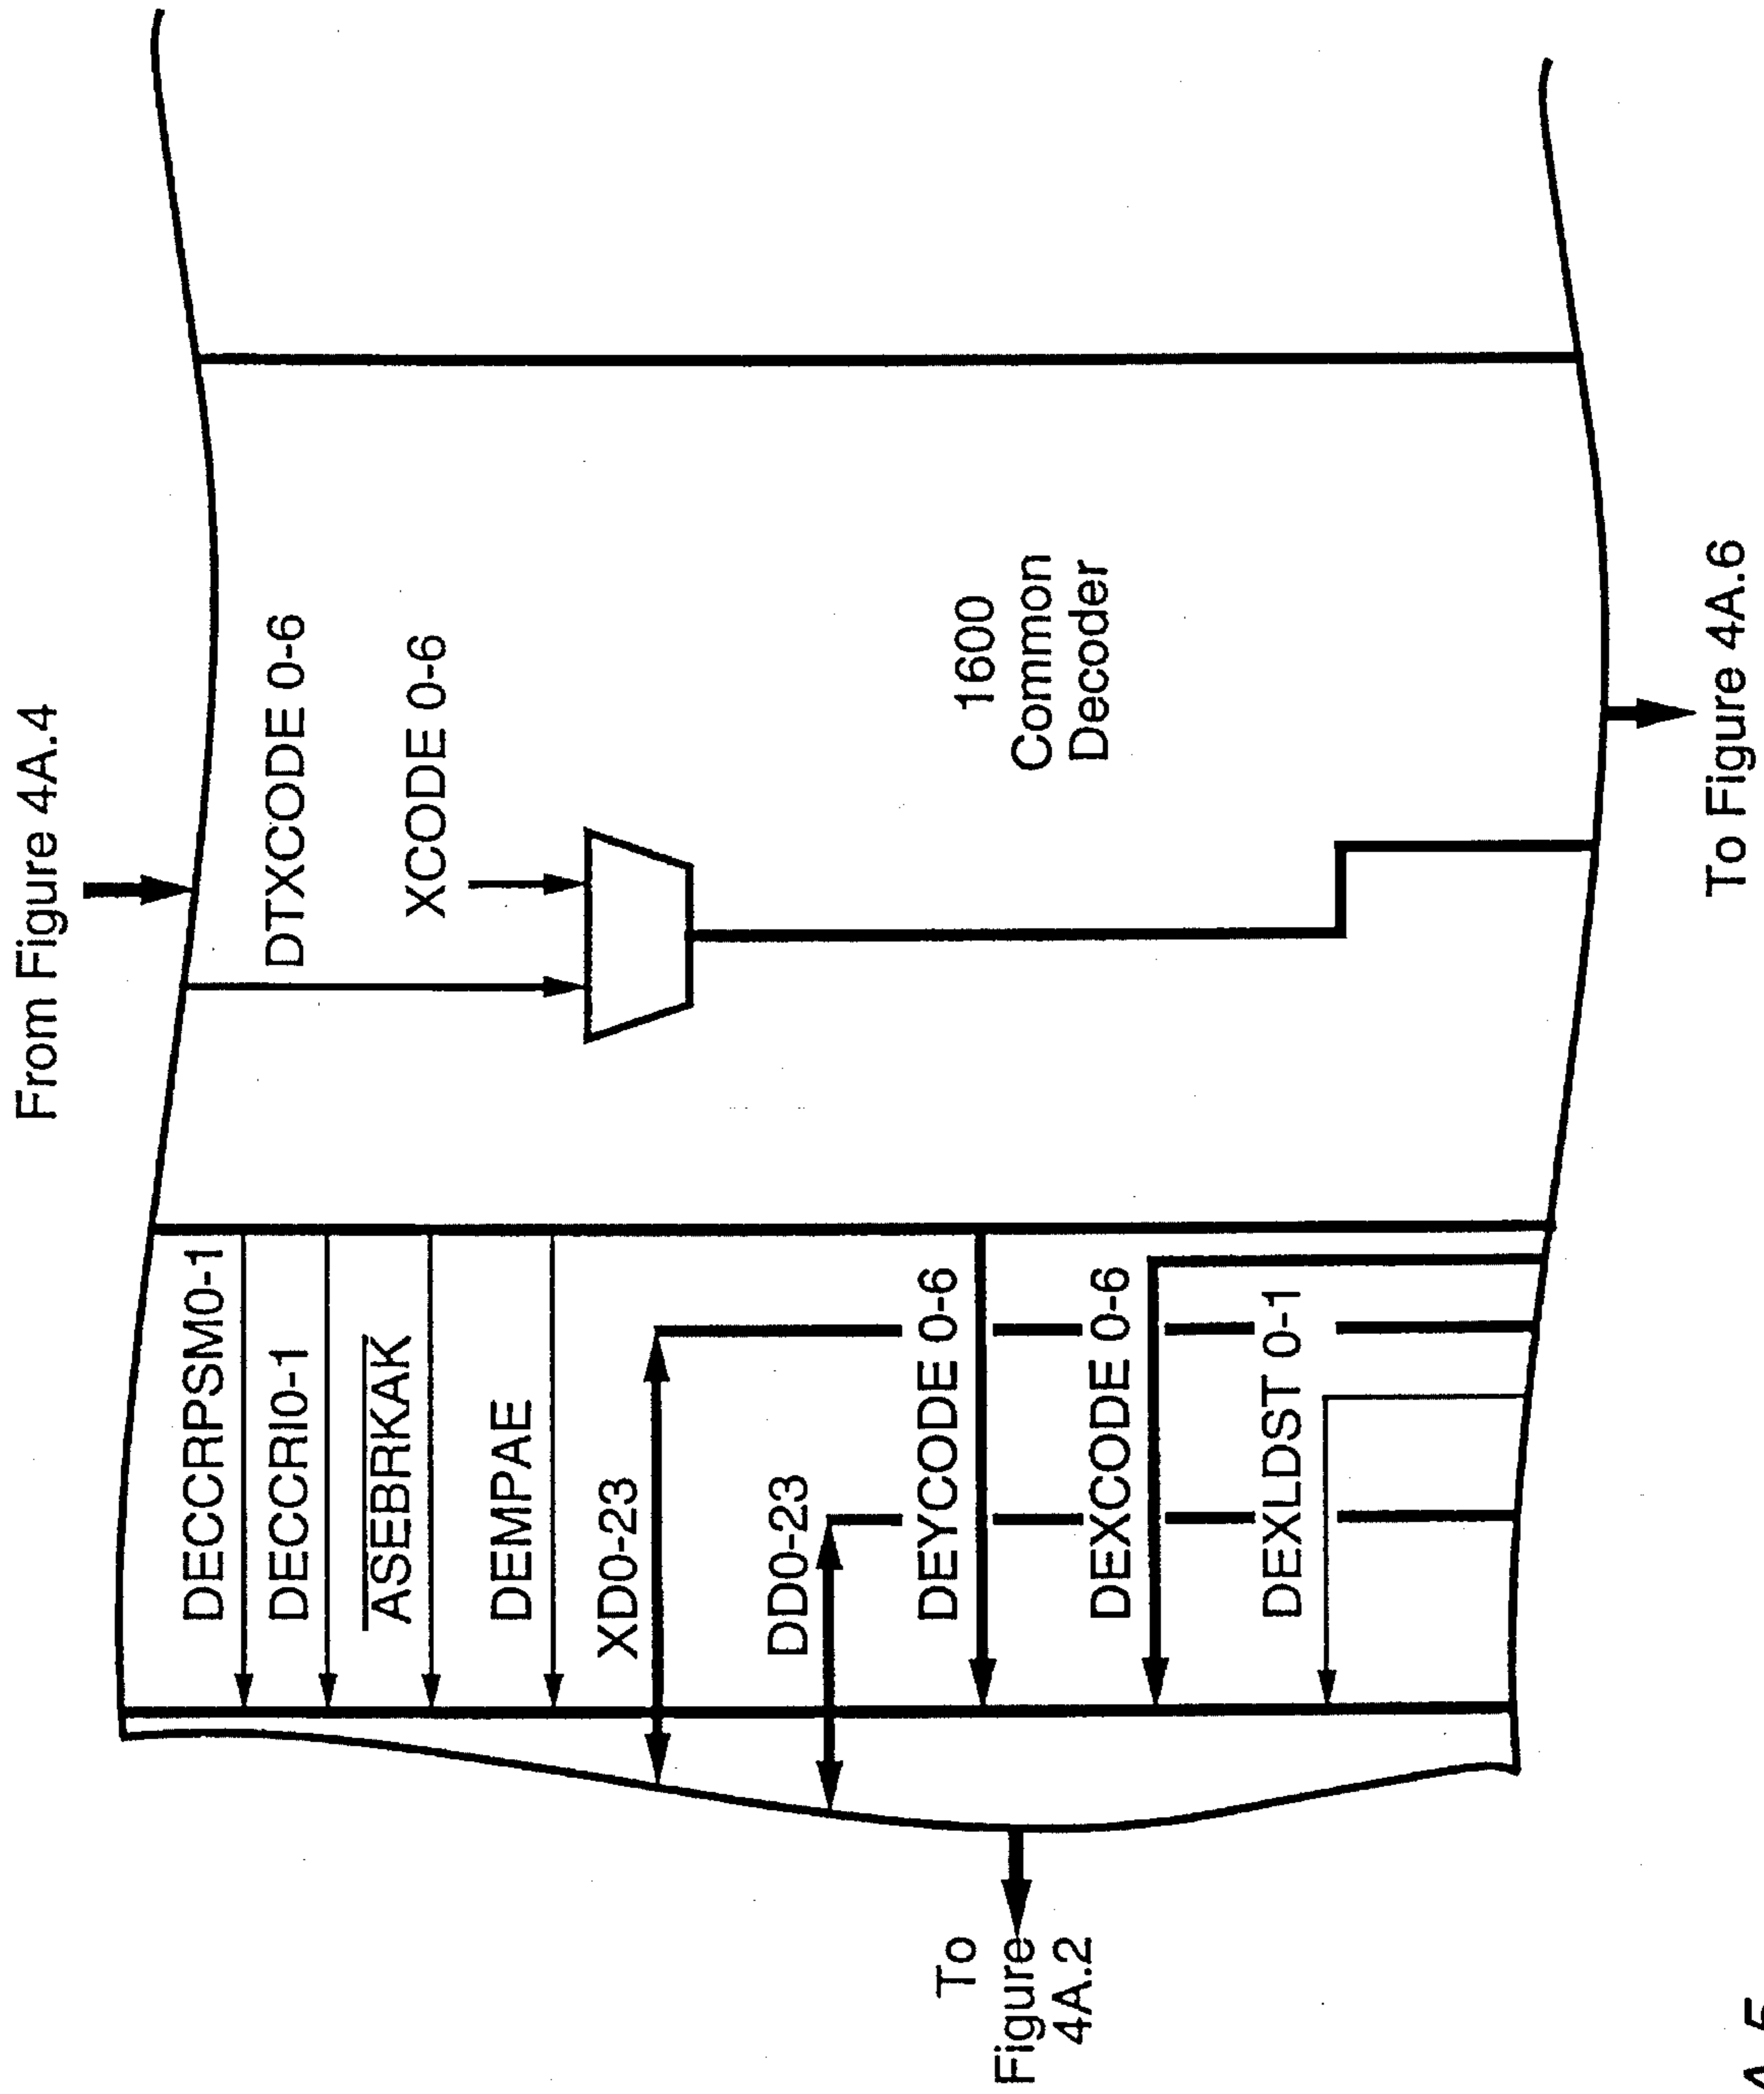 From Figure 4A.4
DTXCODE 0-6
XCODE 0-6
1600
Common
Decoder
DECCRPSM0-1
DECCRI0-1
ASEBRKAK
DEMPAE
XD0-23
DD0-23
DEYCODE 0-6
DEXCODE 0-6
DEXLDST 0-1
To
Figure
4A.2
To Figure 4A.6